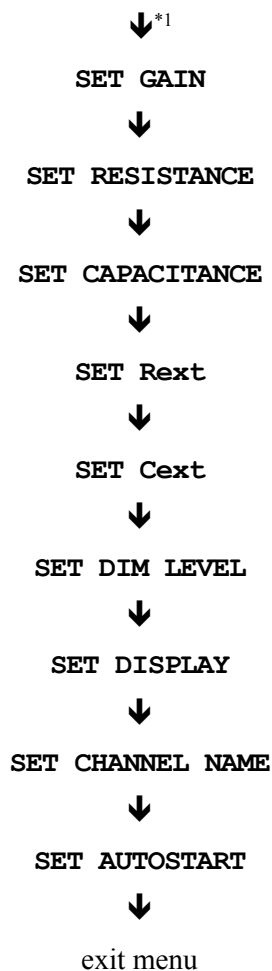 🡻*1
SET GAIN
🡻
SET RESISTANCE
🡻
SET CAPACITANCE
🡻
SET Rext
🡻
SET Cext
🡻
SET DIM LEVEL
🡻
SET DISPLAY
🡻
SET CHANNEL NAME
🡻
SET AUTOSTART
🡻
exit menu